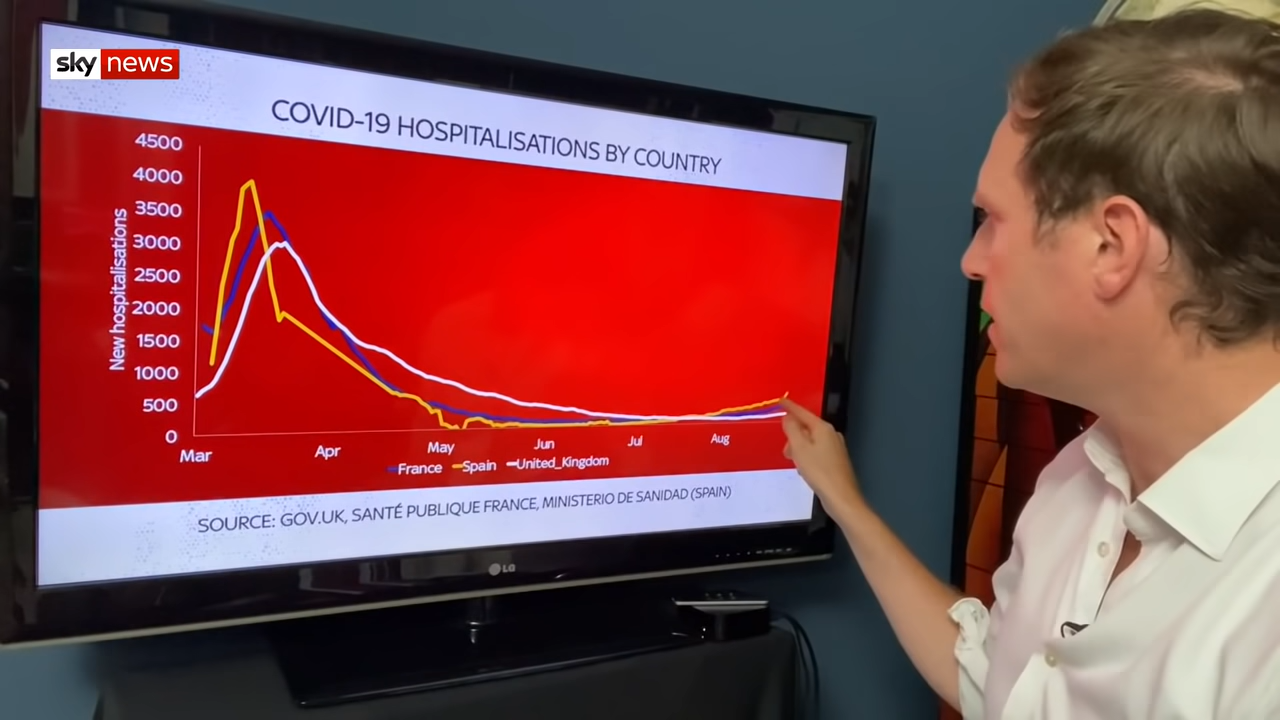 sky news
COVID-19 HOSPITALISATIONS BY COUNTRY
New hospitalisations
4500
4000
3500
3000
2500
2000
1500
1000
500
0
Mar Apr May Jun Jul Aug
France Spain United_Kingdom
SOURCE: GOV.UK, SANTÉ PUBLIQUE FRANCE, MINISTERIO DE SANIDAD (SPAIN)
LG